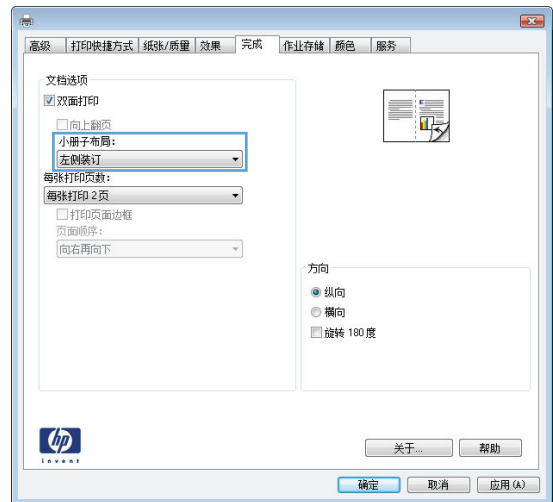 高级 打印快捷方式 纸张/质量 效果 完成 作业存储 颜色 服务
文档选项
双面打印
向上翻页
小册子布局:
左侧装订
每张打印页数:
每张打印 2 页
打印页面边框
页面顺序:
向右再向下
方向
纵向
横向
旋转 180 度
hp
invent
关于... 帮助
确定 取消 应用(A)